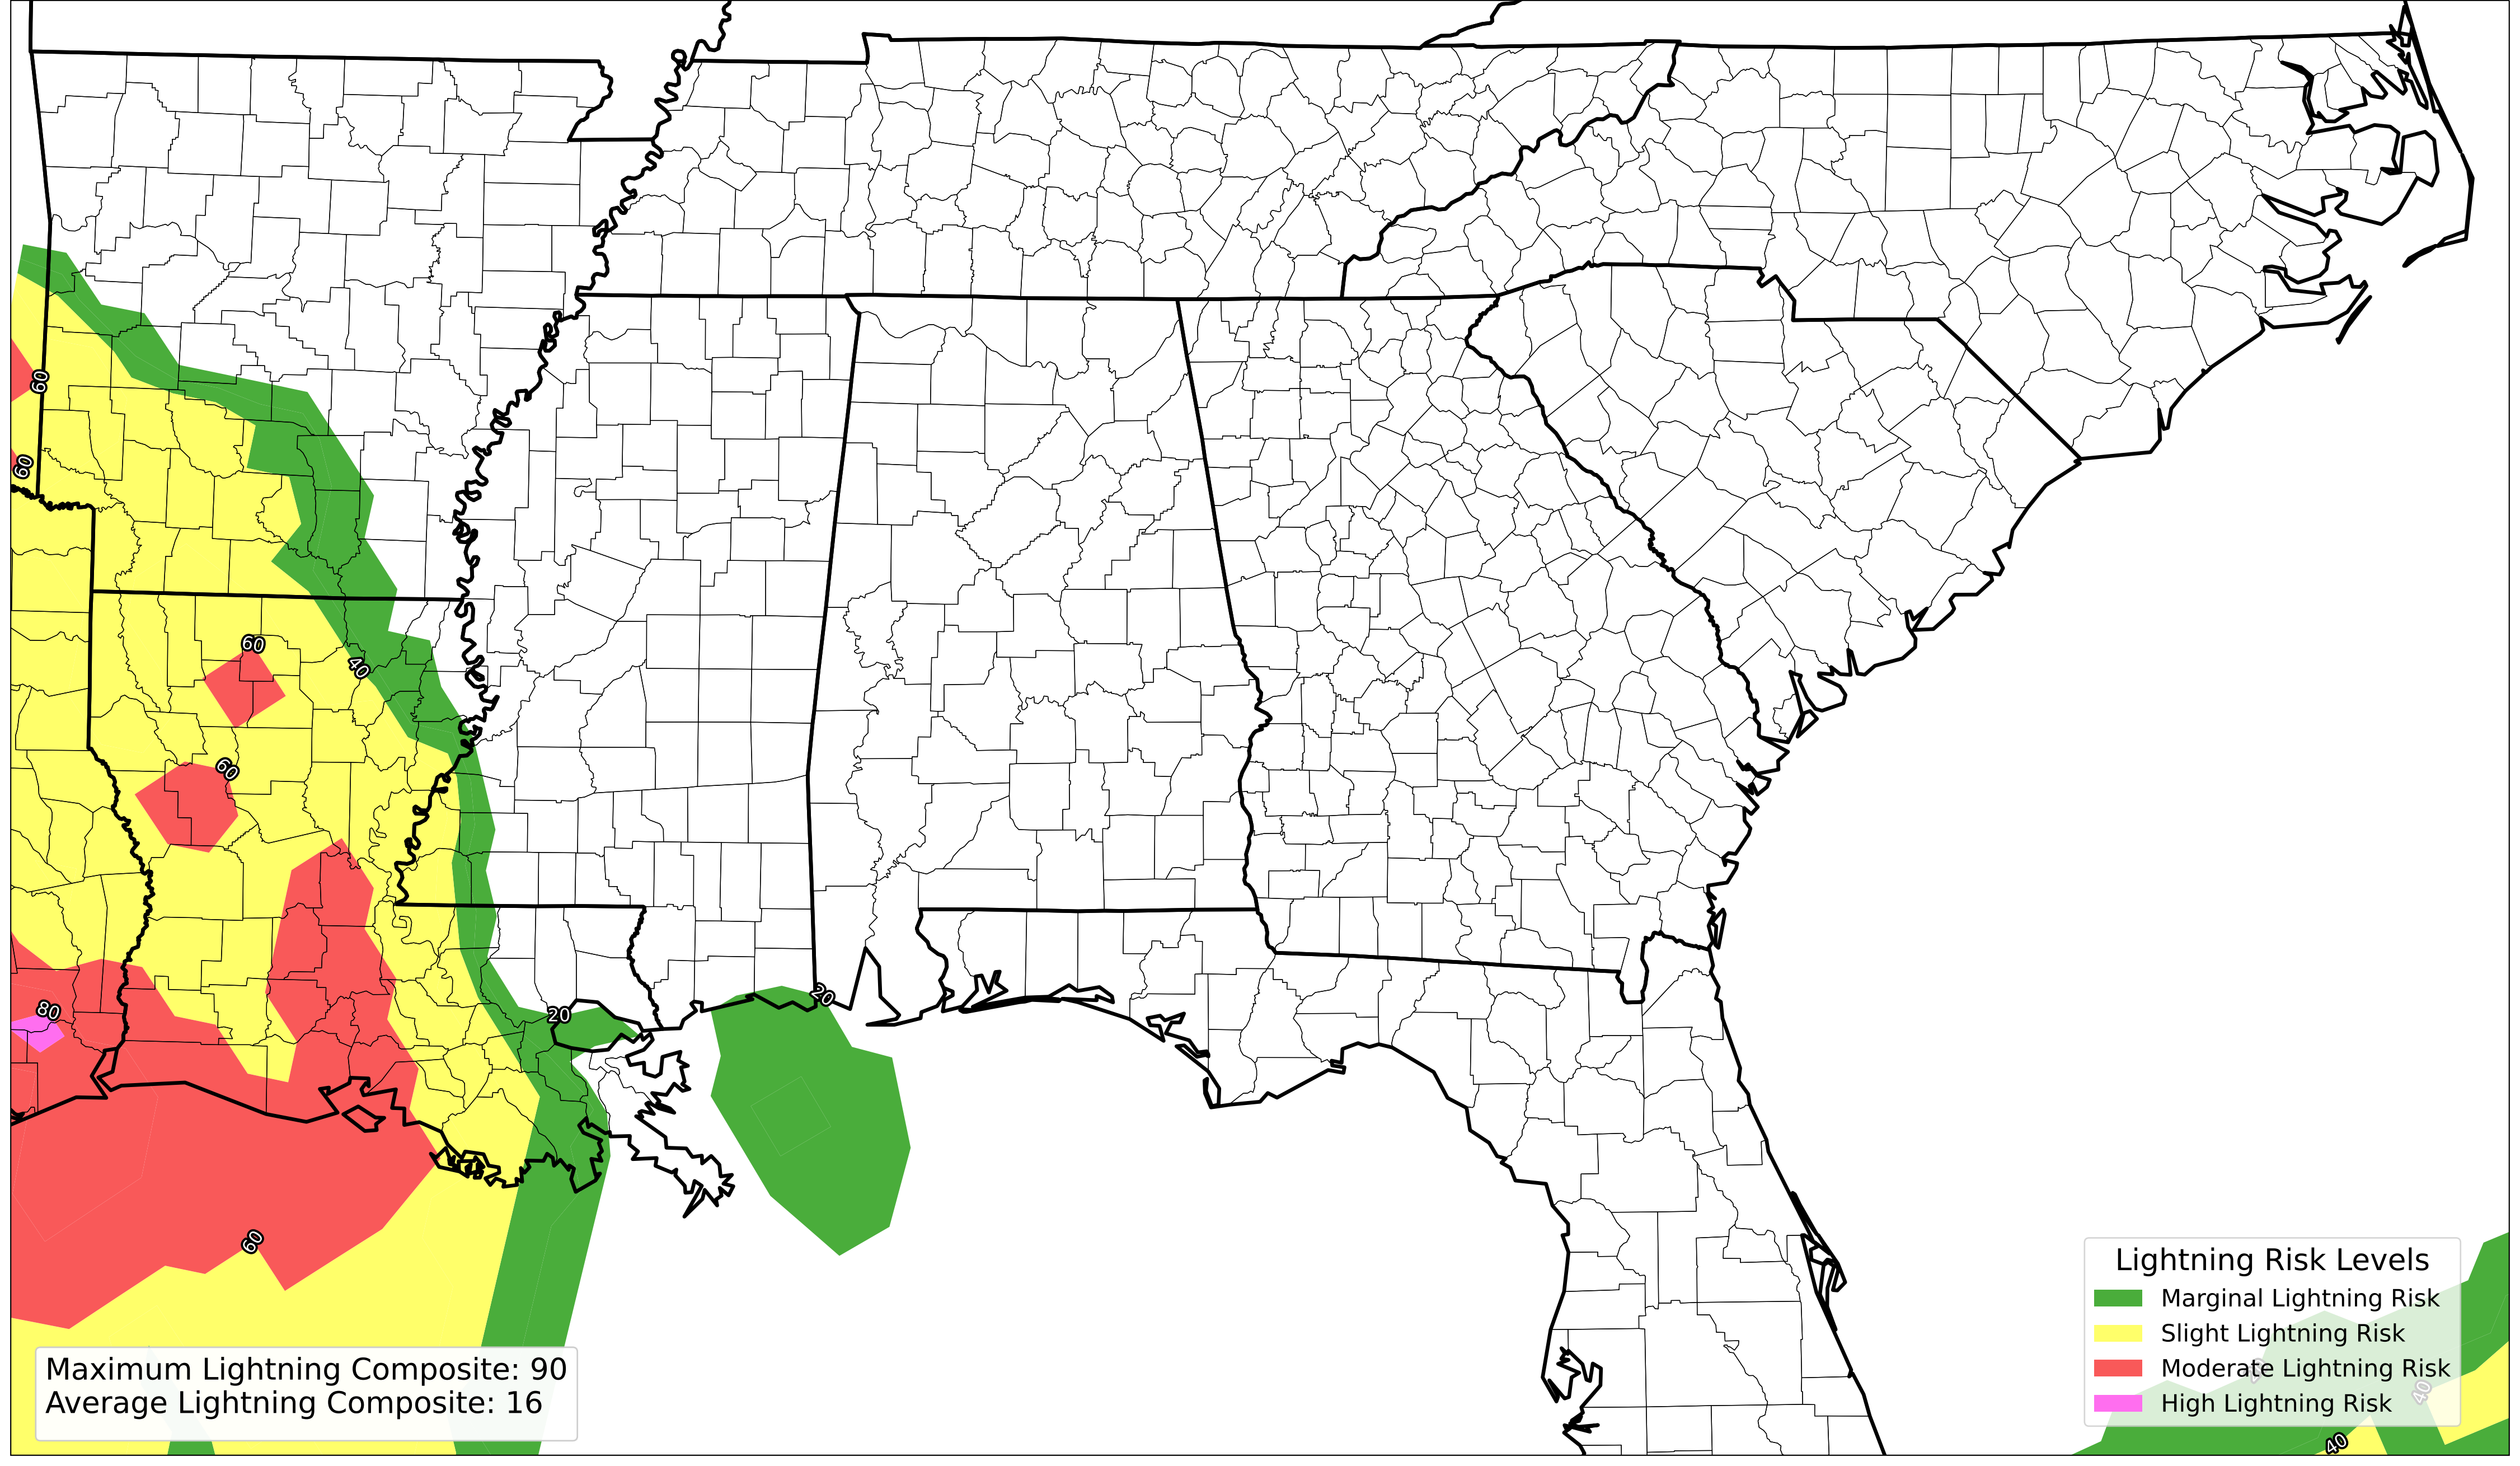 60
60
60
40
60
80
20
20
60
Maximum Lightning Composite: 90
Average Lightning Composite: 16
Lightning Risk Levels
Marginal Lightning Risk
Slight Lightning Risk
Moderate Lightning Risk
High Lightning Risk
40
40